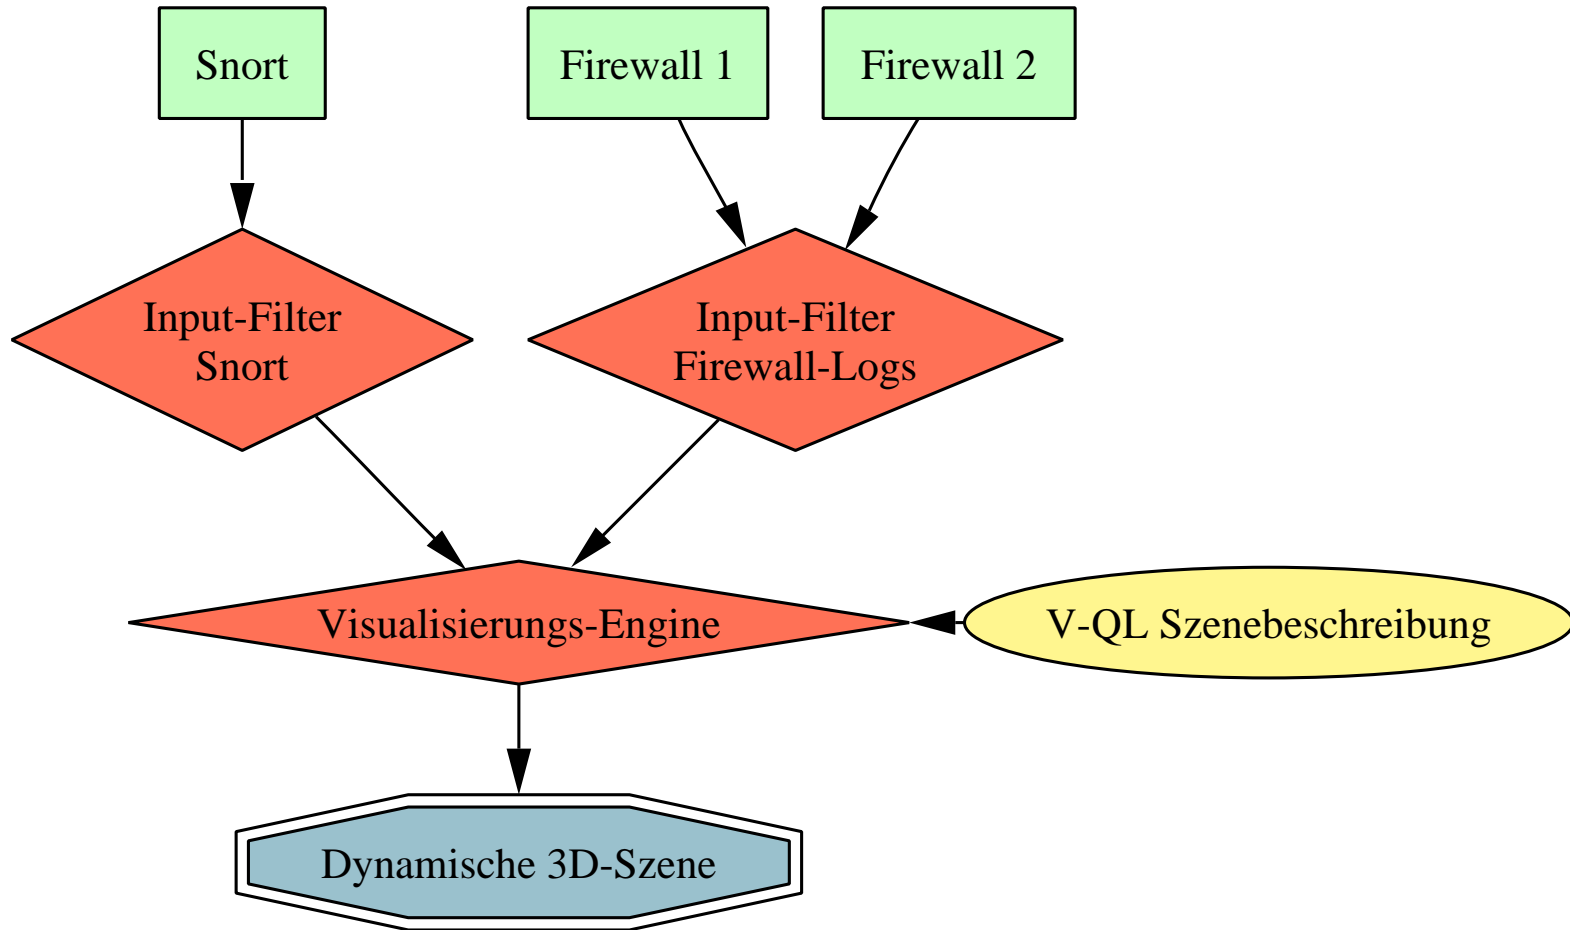 Snort
Firewall 1
Firewall 2
Input-Filter
Snort
Input-Filter
Firewall-Logs
Visualisierungs-Engine
V-QL Szenebeschreibung
Dynamische 3D-Szene